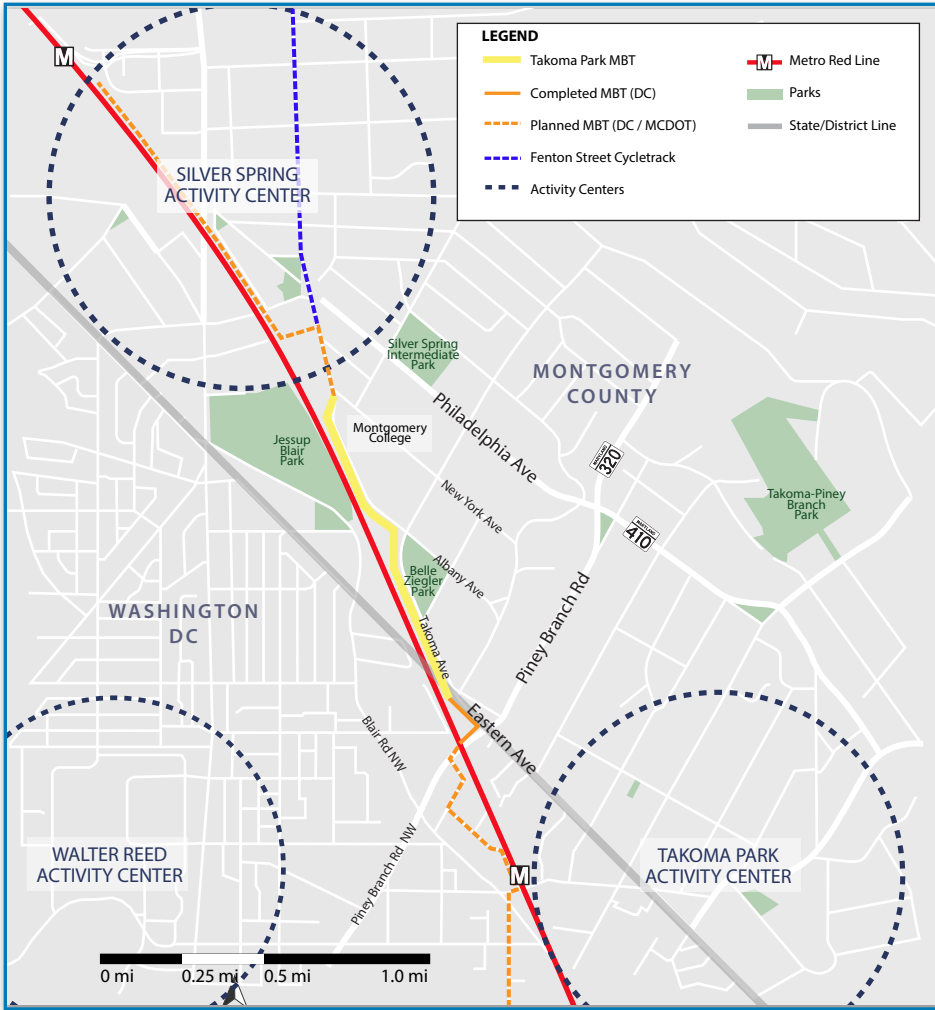 LEGEND
Takoma Park MBT
Completed MBT (DC)
Planned MBT (DC / MCDOT)
Fenton Street Cycletrack
Activity Centers
M
Metro Red Line
Parks
State/District Line
M
SILVER SPRING
ACTIVITY CENTER
Silver Spring
Intermediate
Park
MONTGOMERY
COUNTY
Philadelphia Ave
Montgomery
College
Jessup
Blair
Park
MARYLAND
320
New York Ave
Takoma-Piney
Branch
Park
MARYLAND
410
Albany Ave
Belle
Ziegler
Park
Piney Branch Rd
WASHINGTON
DC
Takoma Ave
Eastern Ave
Blair Rd NW
WALTER REED
ACTIVITY CENTER
TAKOMA PARK
ACTIVITY CENTER
M
Piney Branch Rd NW
0 mi
0.25 mi
0.5 mi
1.0 mi